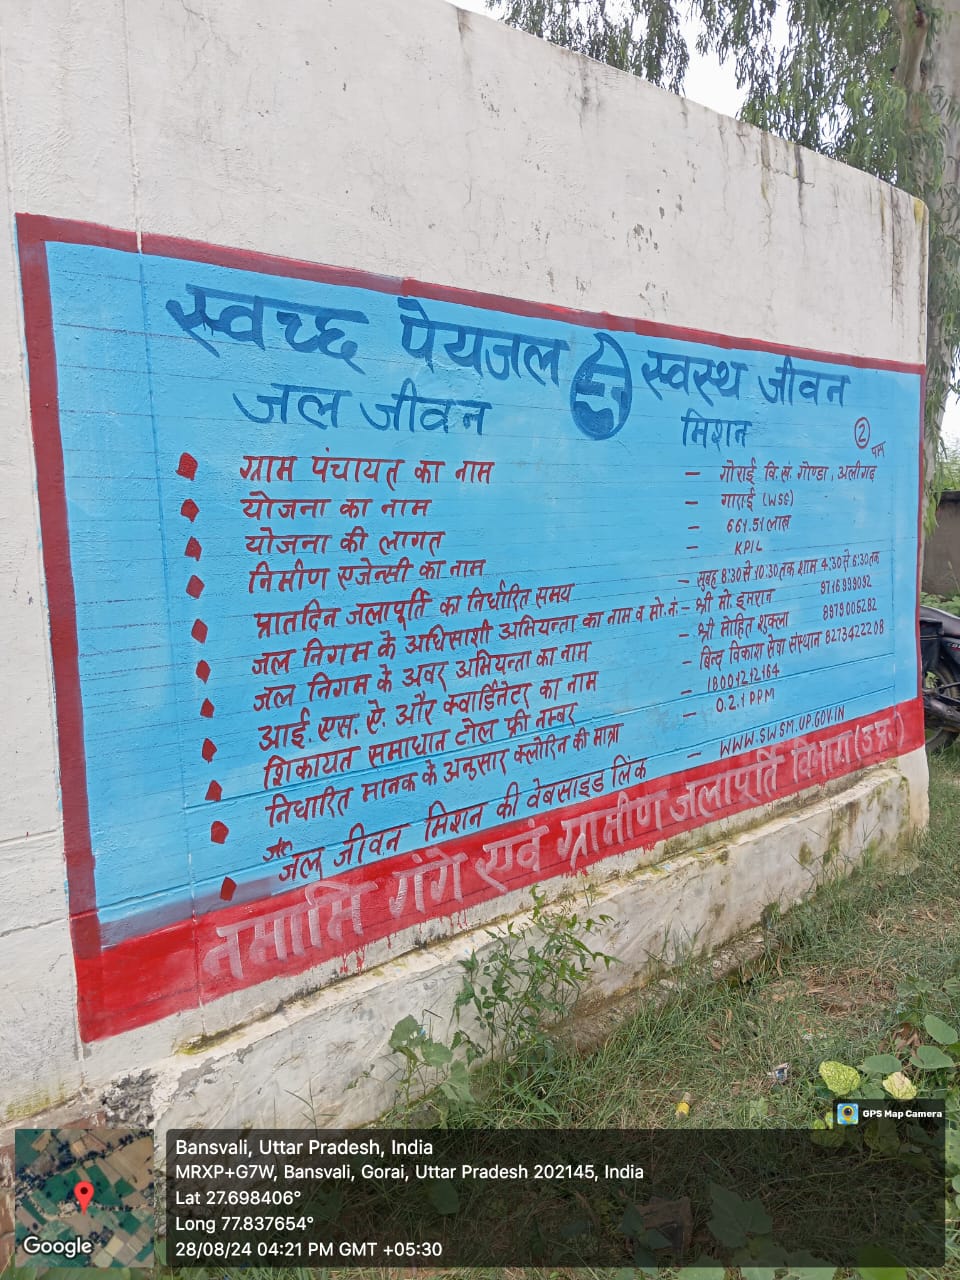 स्वच्छ पेयजल स्वस्थ जीवन
जल जीवन मिशन
② पम्प
ग्राम पंचायत का नाम – गोराई वि.खं. गोण्डा, अलीगढ़
योजना का नाम – गाराई (WSG)
योजना की लागत – 661.51 लाख
निर्माण एजेन्सी का नाम – KPIL
प्रातदिन जलापूर्ति का निर्धारित समय – सुबह 8:30 से 10:30 तक शाम 4:30 से 6:30 तक
जल निगम के अधिसाशी अभियन्ता का नाम व मो.नं. – श्री मो इमरान 9716999092
जल निगम के अवर अभियन्ता का नाम – श्री मोहित शुक्ला 8979005282
आई.एस.ऐ. और क्वार्डिनेटर का नाम – बिन्द विकाश सेवा संस्थान 8273422208
शिकायत समाधान टोल फ्री नम्बर – 18001212164
निधारित मानक के अनुसार क्लोरिन की मात्रा – 0.2.1 PPM
जल जीवन मिशन की वेबसाइड लिंक – WWW.SWSM.UP.GOV.IN
नमामि गंगे एवं ग्रामीण जलापूर्ति विभाग (उ.प्र.)
GPS Map Camera
Bansvali, Uttar Pradesh, India
MRXP+G7W, Bansvali, Gorai, Uttar Pradesh 202145, India
Lat 27.698406°
Long 77.837654°
28/08/24 04:21 PM GMT +05:30
Google